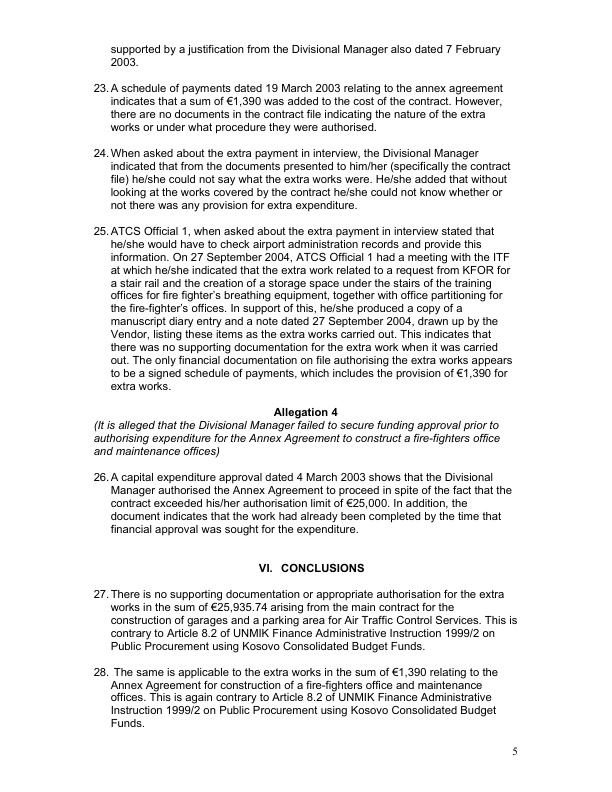 supported by a justification from the Divisional Manager also dated 7 February
2003.
23. A schedule of payments dated 19 March 2003 relating to the annex agreement
indicates that a sum of €1,390 was added to the cost of the contract. However,
there are no documents in the contract file indicating the nature of the extra
works or under what procedure they were authorised.
24. When asked about the extra payment in interview, the Divisional Manager
indicated that from the documents presented to him/her (specifically the contract
file) he/she could not say what the extra works were. He/she added that without
looking at the works covered by the contract he/she could not know whether or
not there was any provision for extra expenditure.
25. ATCS Official 1, when asked about the extra payment in interview stated that
he/she would have to check airport administration records and provide this
information. On 27 September 2004, ATCS Official 1 had a meeting with the ITF
at which he/she indicated that the extra work related to a request from KFOR for
a stair rail and the creation of a storage space under the stairs of the training
offices for fire fighter's breathing equipment, together with office partitioning for
the fire-fighter's offices. In support of this, he/she produced a copy of a
manuscript diary entry and a note dated 27 September 2004, drawn up by the
Vendor, listing these items as the extra works carried out. This indicates that
there was no supporting documentation for the extra work when it was carried
out. The only financial documentation on file authorising the extra works appears
to be a signed schedule of payments, which includes the provision of €1,390 for
extra works.
Allegation 4
(It is alleged that the Divisional Manager failed to secure funding approval prior to
authorising expenditure for the Annex Agreement to construct a fire-fighters office
and maintenance offices)
26. A capital expenditure approval dated 4 March 2003 shows that the Divisional
Manager authorised the Annex Agreement to proceed in spite of the fact that the
contract exceeded his/her authorisation limit of €25,000. In addition, the
document indicates that the work had already been completed by the time that
financial approval was sought for the expenditure.
VI. CONCLUSIONS
27. There is no supporting documentation or appropriate authorisation for the extra
works in the sum of €25,935.74 arising from the main contract for the
construction of garages and a parking area for Air Traffic Control Services. This is
contrary to Article 8.2 of UNMIK Finance Administrative Instruction 1999/2 on
Public Procurement using Kosovo Consolidated Budget Funds.
28. The same is applicable to the extra works in the sum of €1,390 relating to the
Annex Agreement for construction of a fire-fighters office and maintenance
offices. This is again contrary to Article 8.2 of UNMIK Finance Administrative
Instruction 1999/2 on Public Procurement using Kosovo Consolidated Budget
Funds.
5